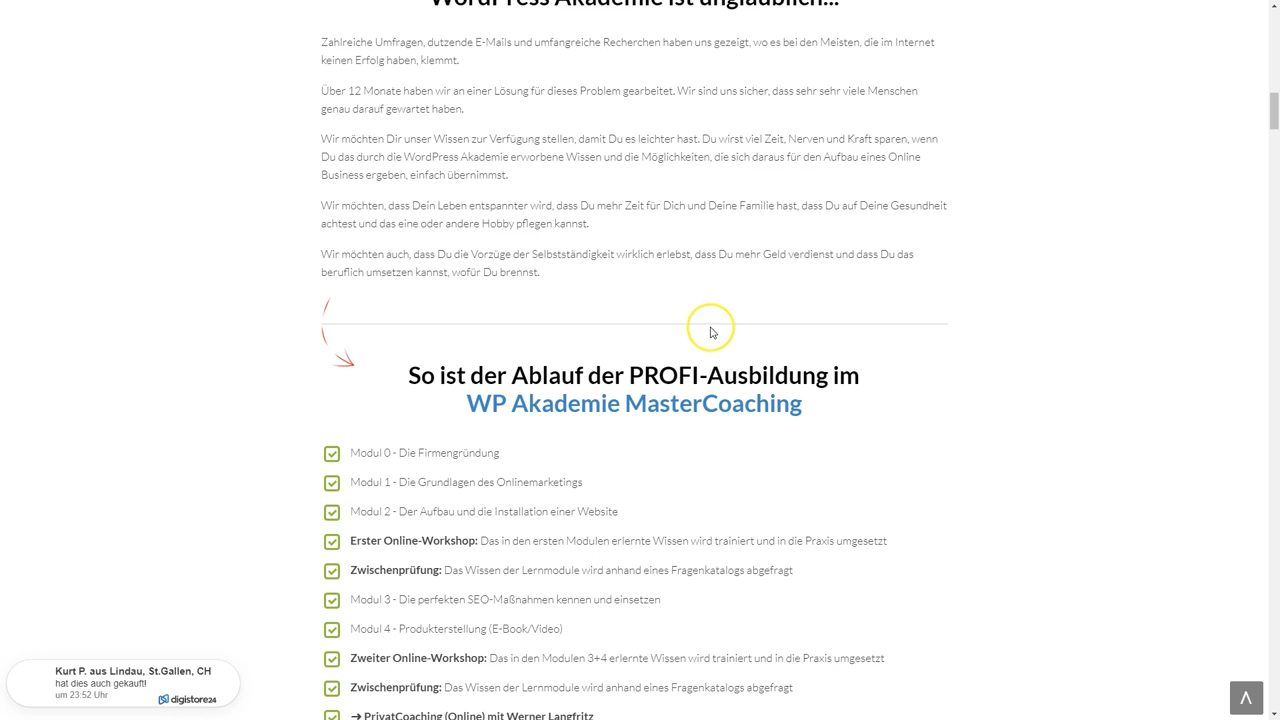 WordPress Akademie ist unglaublich...
Zahlreiche Umfragen, dutzende E-Mails und umfangreiche Recherchen haben uns gezeigt, wo es bei den Meisten, die im Internet
keinen Erfolg haben, klemmt.
Über 12 Monate haben wir an einer Lösung für dieses Problem gearbeitet. Wir sind uns sicher, dass sehr sehr viele Menschen
genau darauf gewartet haben.
Wir möchten Dir unser Wissen zur Verfügung stellen, damit Du es leichter hast. Du wirst viel Zeit, Nerven und Kraft sparen, wenn
Du das durch die WordPress Akademie erworbene Wissen und die Möglichkeiten, die sich daraus für den Aufbau eines Online
Business ergeben, einfach übernimmst.
Wir möchten, dass Dein Leben entspannter wird, dass Du mehr Zeit für Dich und Deine Familie hast, dass Du auf Deine Gesundheit
achtest und das eine oder andere Hobby pflegen kannst.
Wir möchten auch, dass Du die Vorzüge der Selbstständigkeit wirklich erlebst, dass Du mehr Geld verdienst und dass Du das
beruflich umsetzen kannst, wofür Du brennst.
So ist der Ablauf der PROFI-Ausbildung im
WP Akademie MasterCoaching
Modul 0 - Die Firmengründung
Modul 1 - Die Grundlagen des Onlinemarketings
Modul 2 - Der Aufbau und die Installation einer Website
Erster Online-Workshop: Das in den ersten Modulen erlernte Wissen wird trainiert und in die Praxis umgesetzt
Zwischenprüfung: Das Wissen der Lernmodule wird anhand eines Fragenkatalogs abgefragt
Modul 3 - Die perfekten SEO-Maßnahmen kennen und einsetzen
Modul 4 - Produkterstellung (E-Book/Video)
Zweiter Online-Workshop: Das in den Modulen 3+4 erlernte Wissen wird trainiert und in die Praxis umgesetzt
Zwischenprüfung: Das Wissen der Lernmodule wird anhand eines Fragenkatalogs abgefragt
➔ PrivatCoaching (Online) mit Werner Langfritz
Kurt P. aus Lindau, St.Gallen, CH
hat dies auch gekauft!
um 23:52 Uhr
digistore24